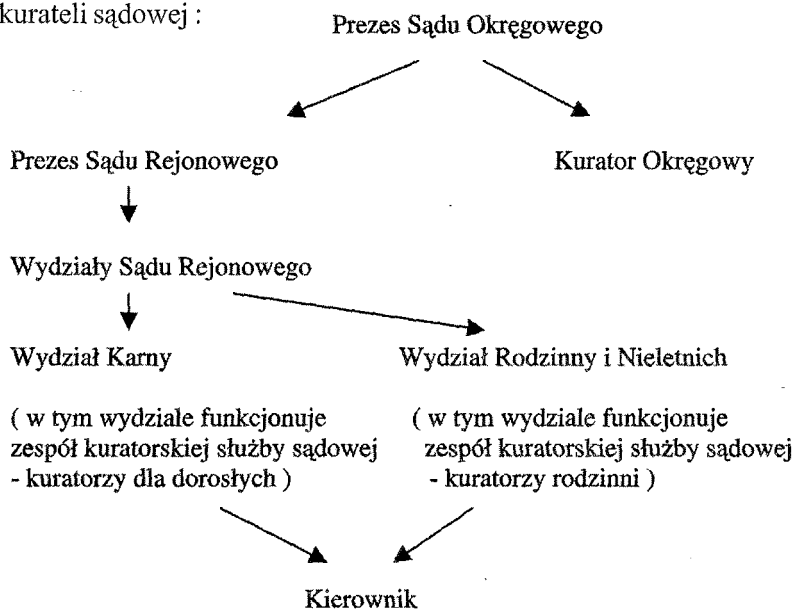 kurateli sądowej :
Prezes Sądu Okręgowego
Prezes Sądu Rejonowego
Kurator Okręgowy
Wydziały Sądu Rejonowego
Wydział Karny
Wydział Rodzinny i Nieletnich
( w tym wydziale funkcjonuje
zespół kuratorskiej służby sądowej
- kuratorzy dla dorosłych )
( w tym wydziale funkcjonuje
zespół kuratorskiej służby sądowej
- kuratorzy rodzinni )
Kierownik